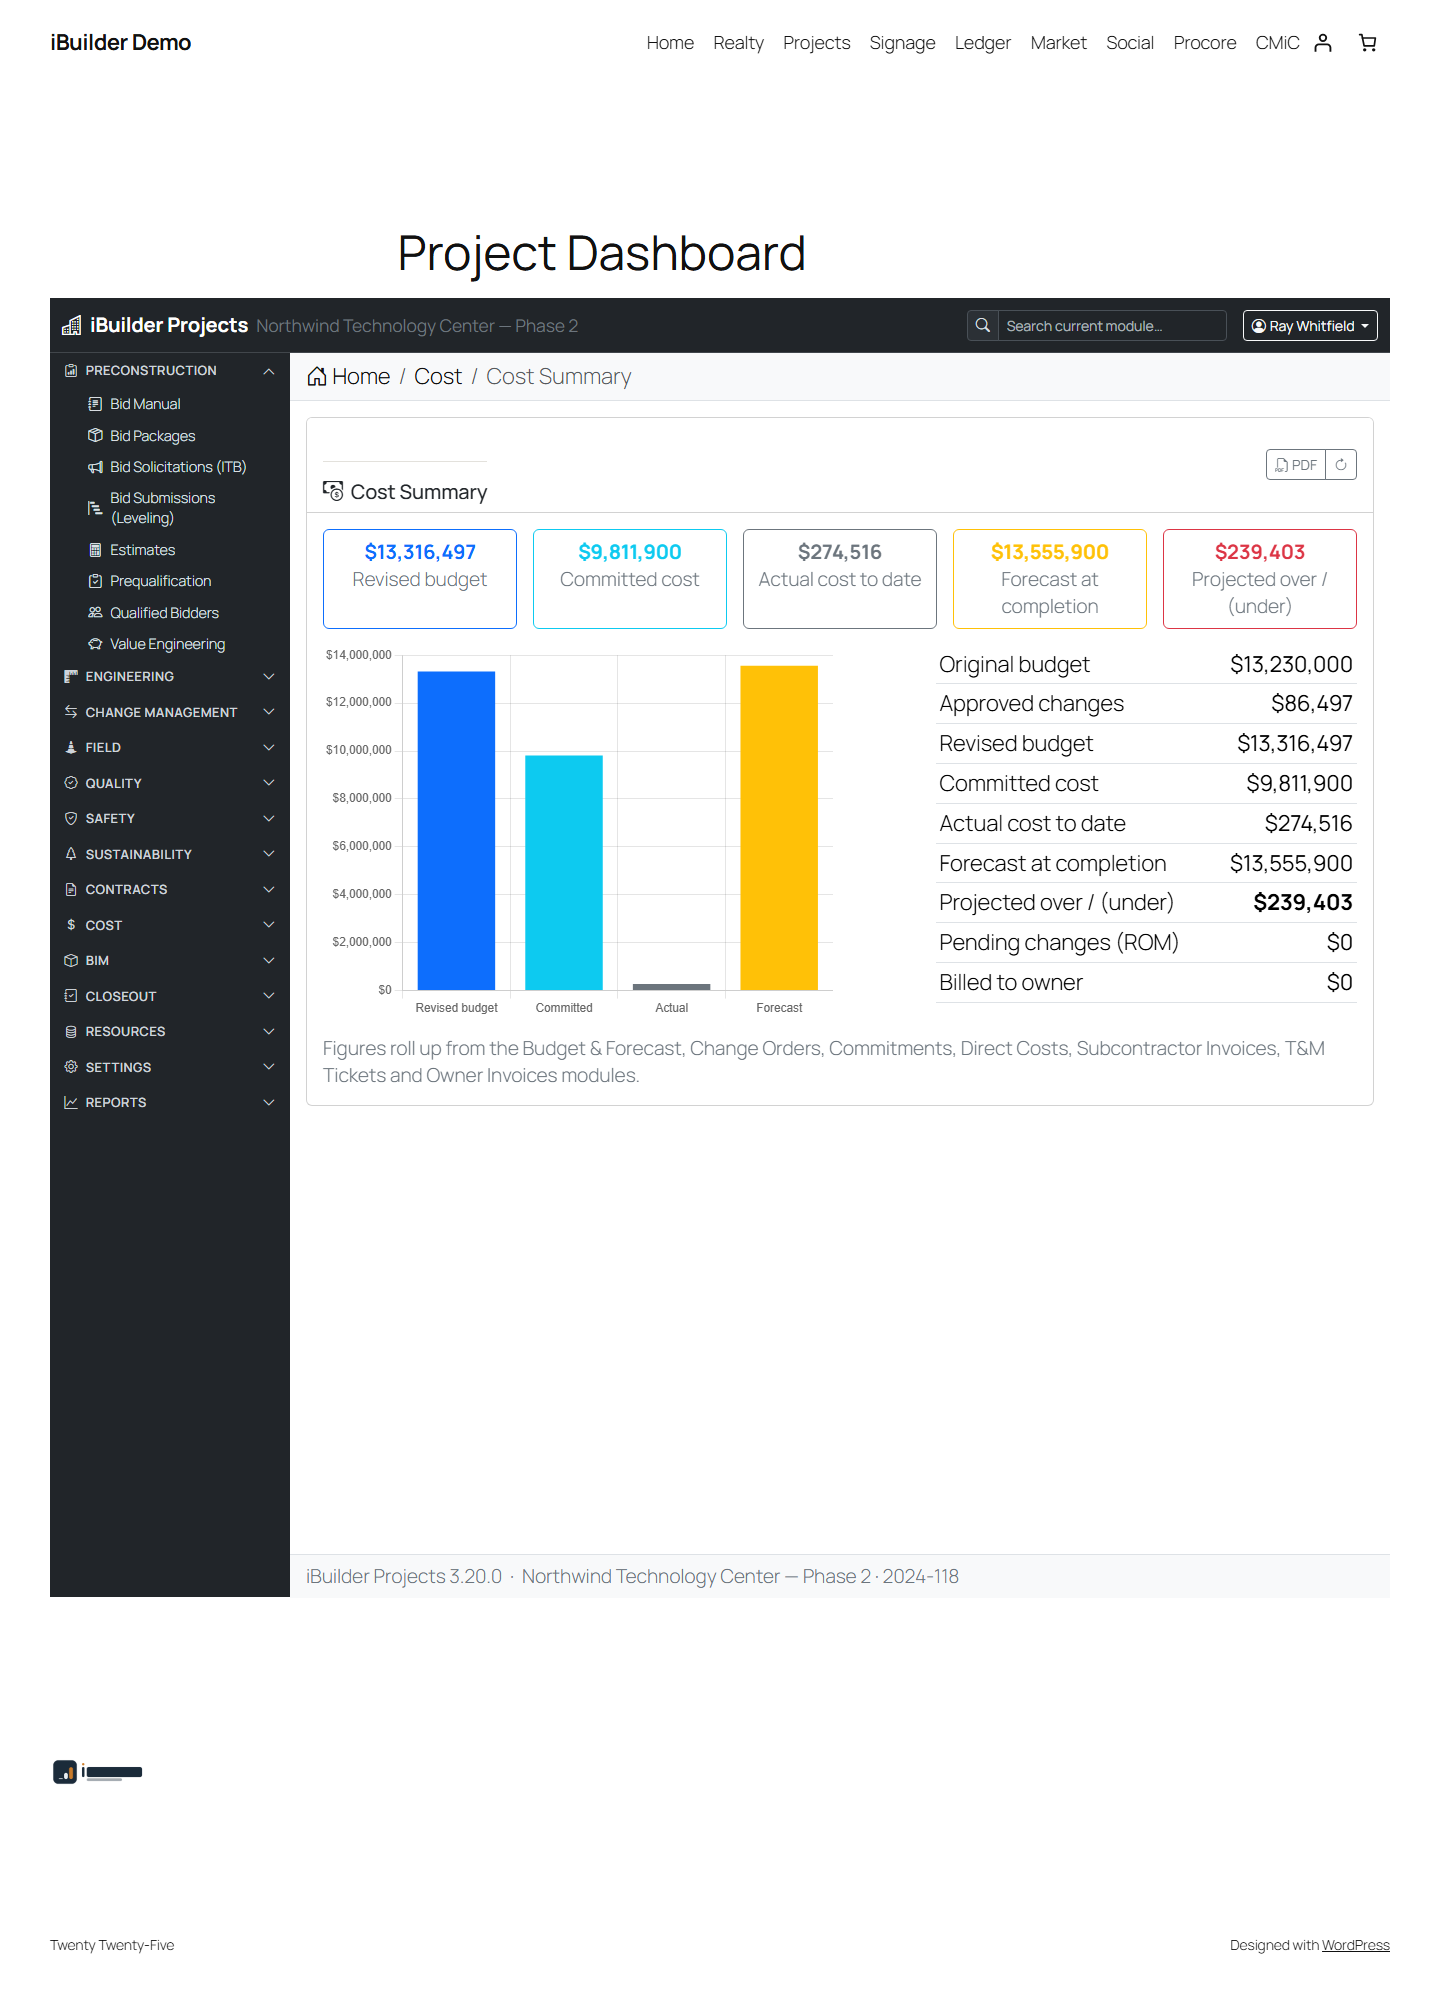 iBuilder Demo
Home Realty Projects Signage Ledger Market Social Procore CMiC
Project Dashboard
iBuilder Projects Northwind Technology Center — Phase 2
Search current module...
Ray Whitfield
PRECONSTRUCTION
Bid Manual
Bid Packages
Bid Solicitations (ITB)
Bid Submissions
(Leveling)
Estimates
Prequalification
Qualified Bidders
Value Engineering
ENGINEERING
CHANGE MANAGEMENT
FIELD
QUALITY
SAFETY
SUSTAINABILITY
CONTRACTS
COST
BIM
CLOSEOUT
RESOURCES
SETTINGS
REPORTS
Home / Cost / Cost Summary
PDF
Cost Summary
$13,316,497
Revised budget
$9,811,900
Committed cost
$274,516
Actual cost to date
$13,555,900
Forecast at
completion
$239,403
Projected over /
(under)
$14,000,000
$12,000,000
$10,000,000
$8,000,000
$6,000,000
$4,000,000
$2,000,000
$0
Revised budget Committed Actual Forecast
Original budget $13,230,000
Approved changes $86,497
Revised budget $13,316,497
Committed cost $9,811,900
Actual cost to date $274,516
Forecast at completion $13,555,900
Projected over / (under) $239,403
Pending changes (ROM) $0
Billed to owner $0
Figures roll up from the Budget & Forecast, Change Orders, Commitments, Direct Costs, Subcontractor Invoices, T&M
Tickets and Owner Invoices modules.
iBuilder Projects 3.20.0 · Northwind Technology Center — Phase 2 · 2024-118
i
Twenty Twenty-Five
Designed with WordPress